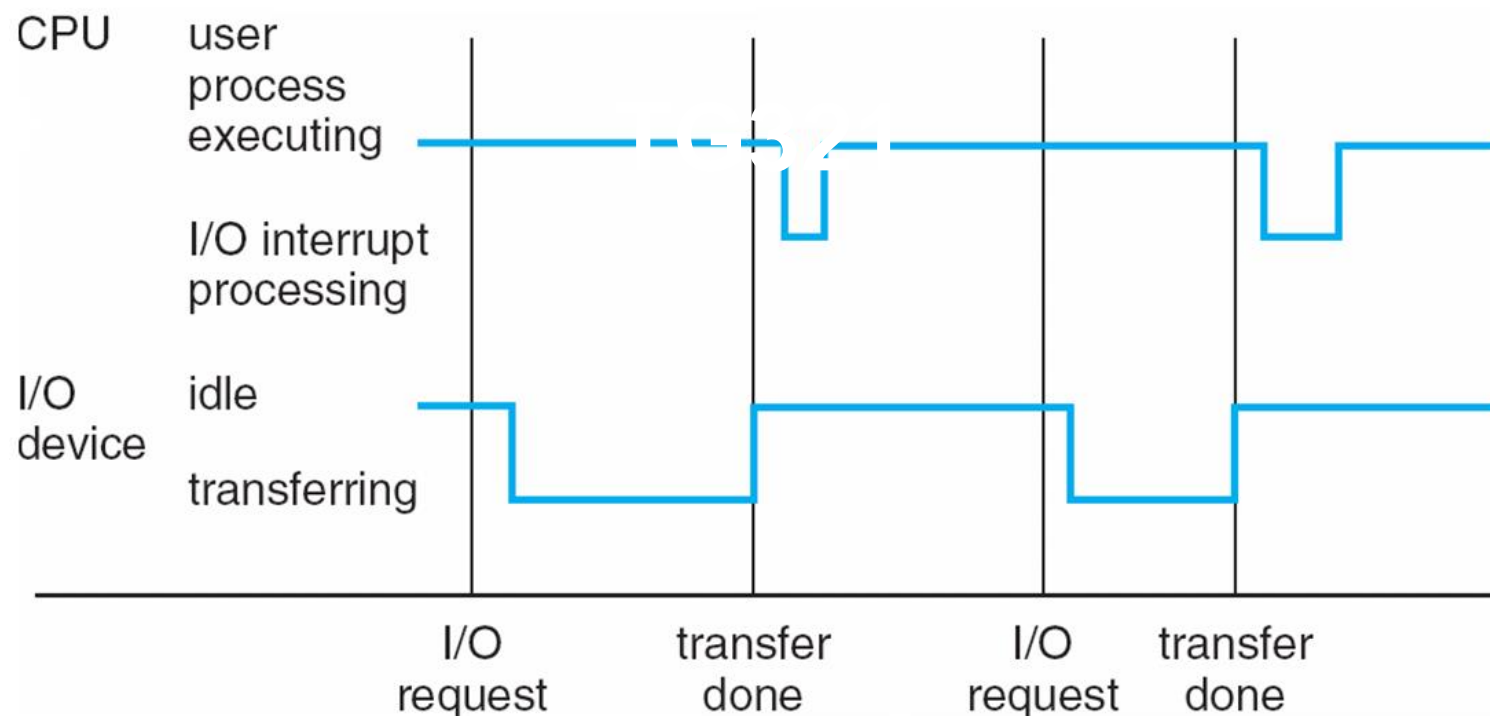 CPU user
process
executing
I/O interrupt
processing
I/O idle
device
transferring
I/O transfer I/O transfer
request done request done